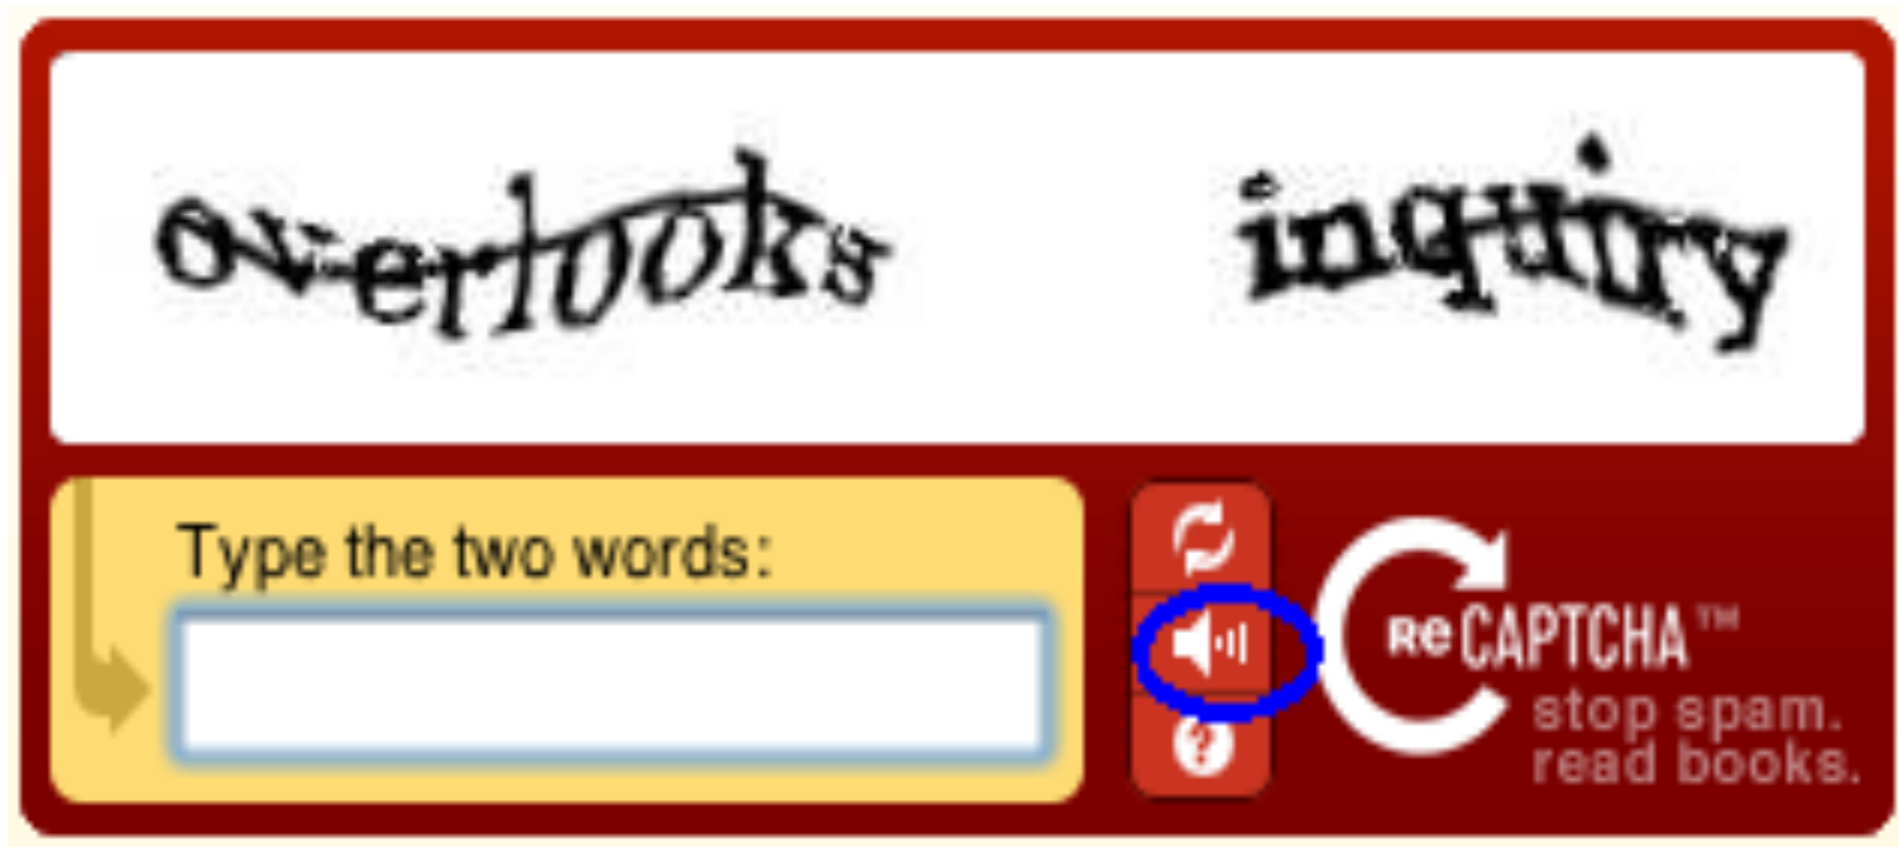 overlooks inquiry
Type the two words:
reCAPTCHA™
stop spam.
read books.